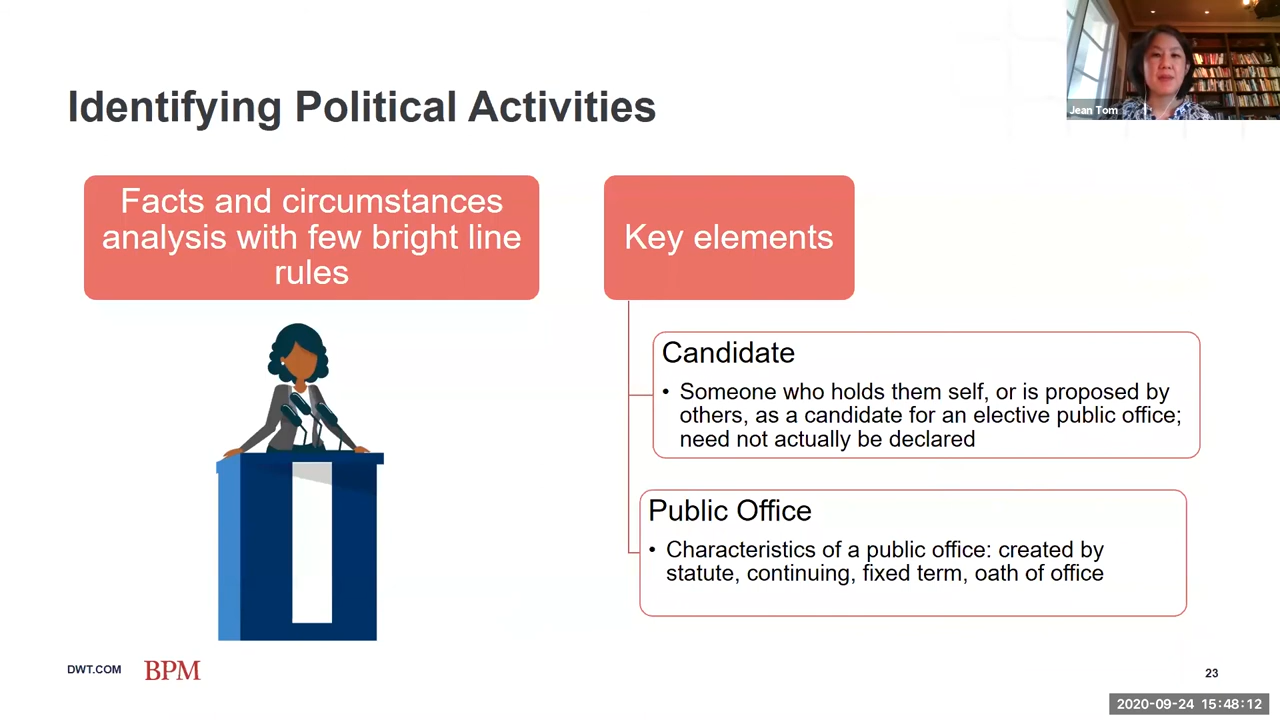 Jean Tom
Identifying Political Activities
Facts and circumstances
analysis with few bright line
rules
Key elements
Candidate
• Someone who holds them self, or is proposed by
others, as a candidate for an elective public office;
need not actually be declared
Public Office
• Characteristics of a public office: created by
statute, continuing, fixed term, oath of office
DWT.COM
BPM
23
2020-09-24 15:48:12